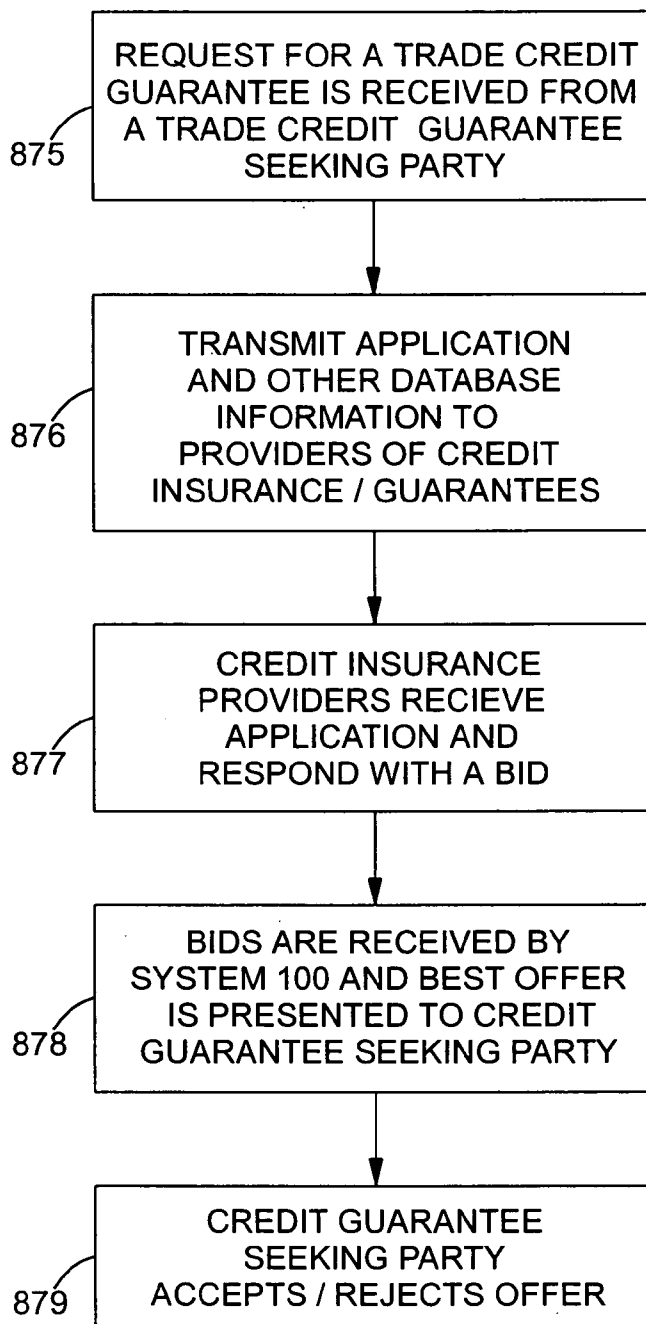 REQUEST FOR A TRADE CREDIT
GUARANTEE IS RECEIVED FROM
A TRADE CREDIT GUARANTEE
SEEKING PARTY
875
TRANSMIT APPLICATION
AND OTHER DATABASE
INFORMATION TO
PROVIDERS OF CREDIT
INSURANCE / GUARANTEES
876
CREDIT INSURANCE
PROVIDERS RECIEVE
APPLICATION AND
RESPOND WITH A BID
877
BIDS ARE RECEIVED BY
SYSTEM 100 AND BEST OFFER
IS PRESENTED TO CREDIT
GUARANTEE SEEKING PARTY
878
CREDIT GUARANTEE
SEEKING PARTY
ACCEPTS / REJECTS OFFER
879